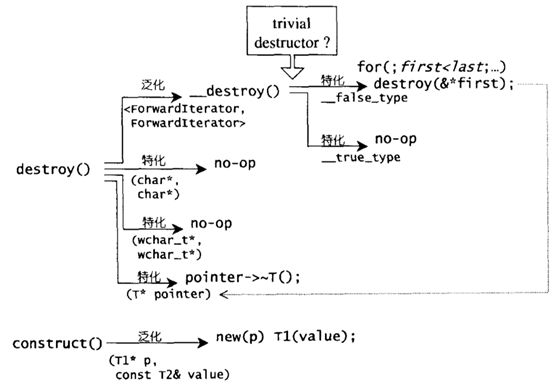 trivial
destructor ?
for(;first<last;…)
泛化
__destroy()
特化
destroy(&*first);
<ForwardIterator,
ForwardIterator>
__false_type
特化
no-op
__true_type
特化
no-op
destroy()
(char*,
char*)
特化
no-op
(wchar_t*,
wchar_t*)
特化
pointer->~T();
(T* pointer)
泛化
construct()
new(p) T1(value);
(T1* p,
const T2& value)